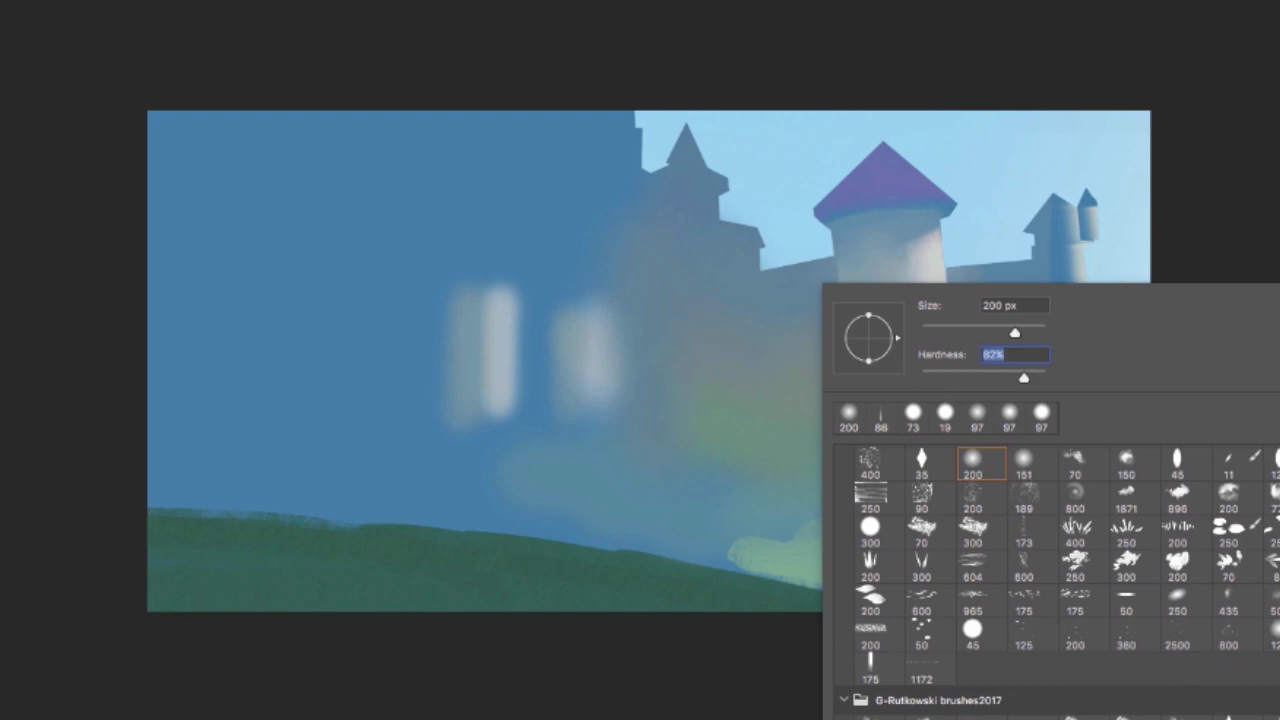 Size: 200 px
Hardness: 82%
200 86 73 19 97 97 97
400 35 200 151 70 150 45 11
250 90 200 189 800 1871 896 200
300 70 300 173 400 250 200 250
200 300 604 600 250 300 200 70
200 600 965 175 175 50 250 435
200 50 45 125 200 360 2500 800
175 1172
G-Rutkowski brushes2017